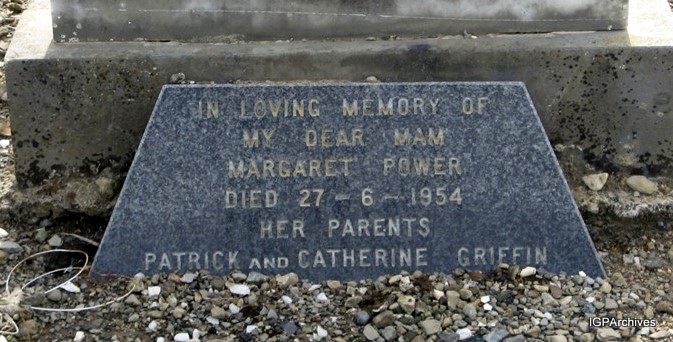 IN LOVING MEMORY OF
MY DEAR MAM
MARGARET POWER
DIED 27 - 6 - 1954
HER PARENTS
PATRICK AND CATHERINE GRIFFIN
IGPArchives